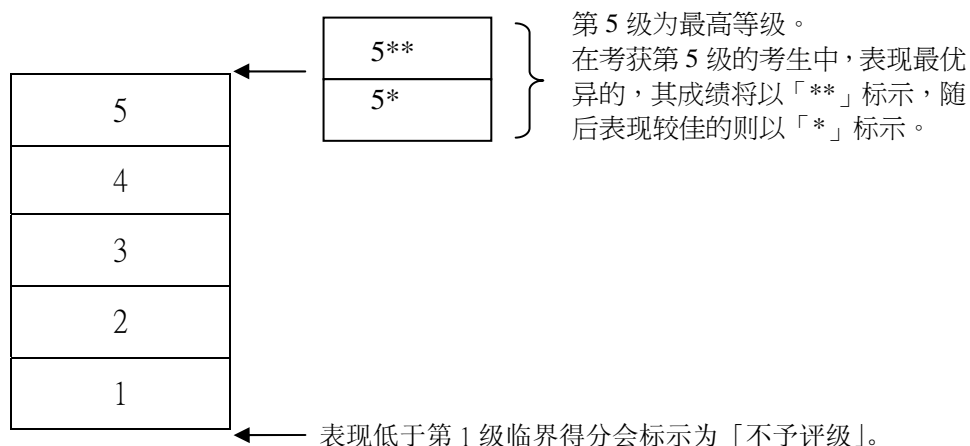 5**
5*
第 5 级为最高等级。
在考获第 5 级的考生中，表现最优
异的，其成绩将以「**」标示，随
后表现较佳的则以「*」标示。
5
4
3
2
1
表现低于第 1 级临界得分会标示为「不予评级」。